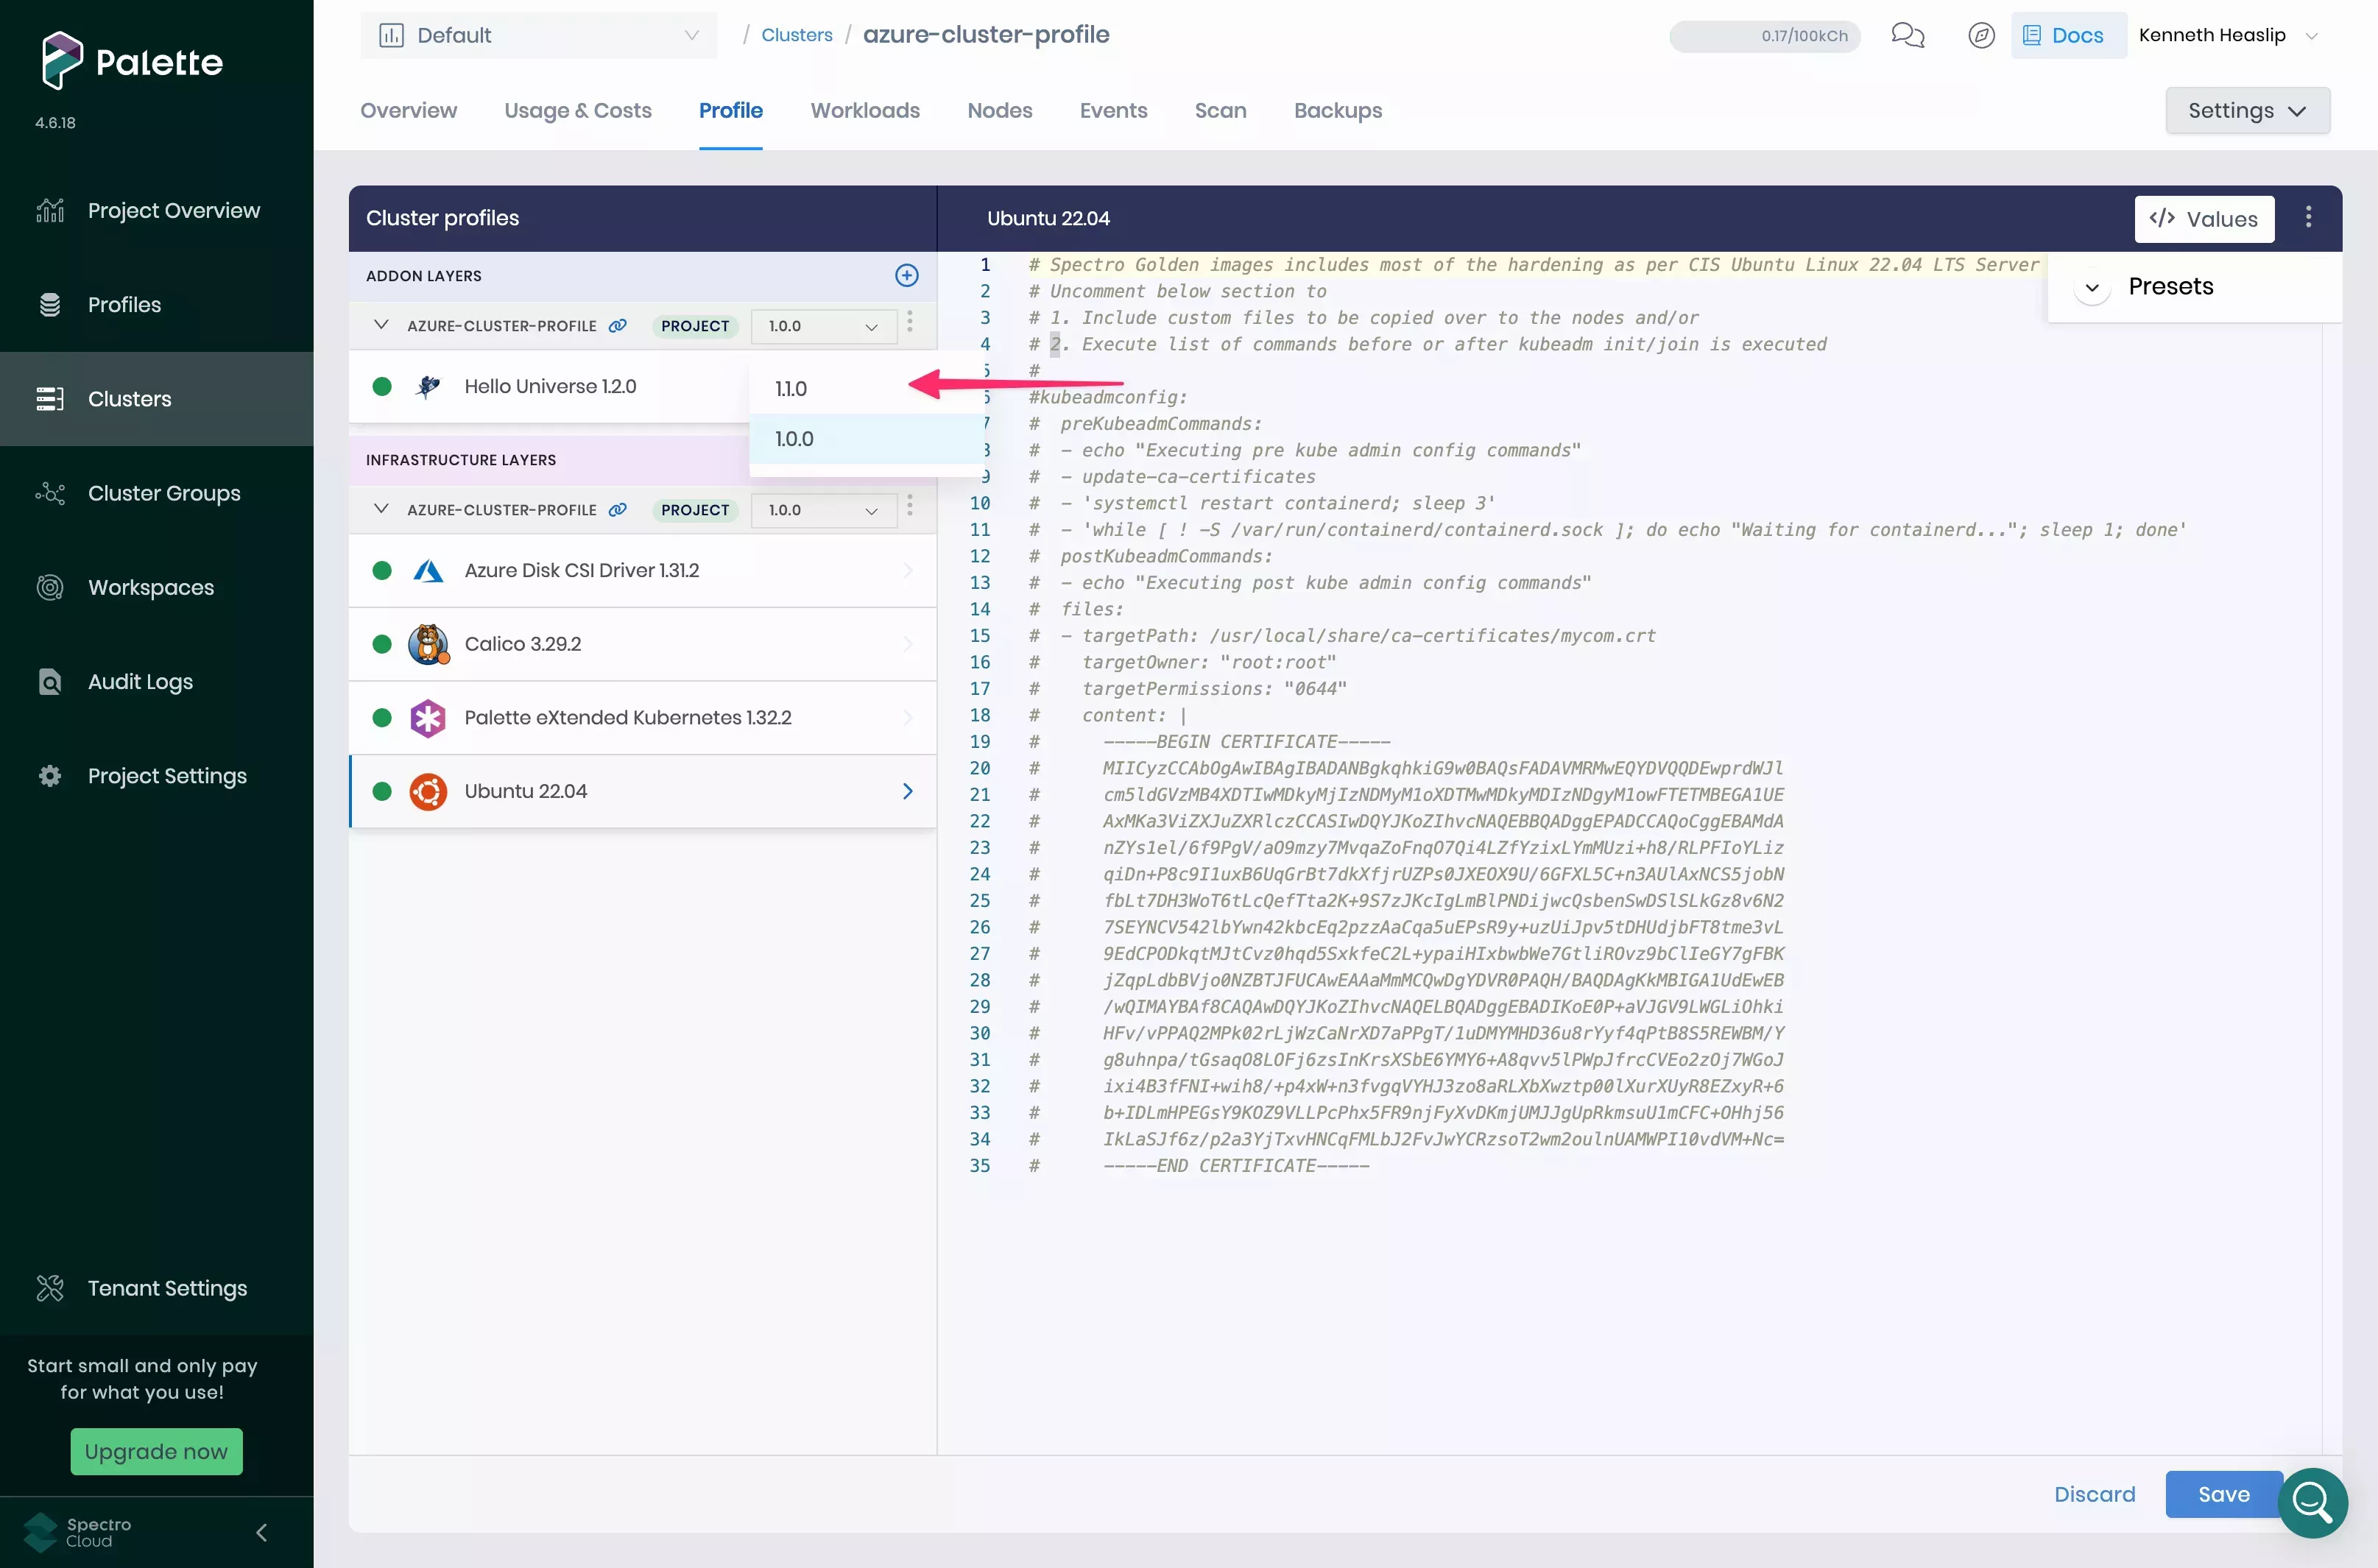 Palette
4.6.18
Project Overview
Profiles
Clusters
Cluster Groups
Workspaces
Audit Logs
Project Settings
Tenant Settings
Start small and only pay
for what you use!
Upgrade now
Spectro
Cloud
Default
/ Clusters / azure-cluster-profile
0.17/100kCh
Docs
Kenneth Heaslip
Overview
Usage & Costs
Profile
Workloads
Nodes
Events
Scan
Backups
Settings
Cluster profiles
ADDON LAYERS
AZURE-CLUSTER-PROFILE PROJECT 1.0.0
Hello Universe 1.2.0
1.1.0
1.0.0
INFRASTRUCTURE LAYERS
AZURE-CLUSTER-PROFILE PROJECT 1.0.0
Azure Disk CSI Driver 1.31.2
Calico 3.29.2
Palette eXtended Kubernetes 1.32.2
Ubuntu 22.04
Ubuntu 22.04
</> Values
Presets
1 # Spectro Golden images includes most of the hardening as per CIS Ubuntu Linux 22.04 LTS Server
2 # Uncomment below section to
3 # 1. Include custom files to be copied over to the nodes and/or
4 # 2. Execute list of commands before or after kubeadm init/join is executed
5 #
6 #kubeadmconfig:
7 #  preKubeadmCommands:
8 #  - echo "Executing pre kube admin config commands"
9 #  - update-ca-certificates
10 #  - 'systemctl restart containerd; sleep 3'
11 #  - 'while [ ! -S /var/run/containerd/containerd.sock ]; do echo "Waiting for containerd..."; sleep 1; done'
12 #  postKubeadmCommands:
13 #  - echo "Executing post kube admin config commands"
14 #  files:
15 #  - targetPath: /usr/local/share/ca-certificates/mycom.crt
16 #    targetOwner: "root:root"
17 #    targetPermissions: "0644"
18 #    content: |
19 #      -----BEGIN CERTIFICATE-----
20 #      MIICyzCCAbOgAwIBAgIBADANBgkqhkiG9w0BAQsFADAVMRMwEQYDVQQDEwprdWJl
21 #      cm5ldGVzMB4XDTIwMDkyMjIzNDMyM1oXDTMwMDkyMDIzNDgyM1owFTETMBEGA1UE
22 #      AxMKa3ViZXJuZXRlczCCASIwDQYJKoZIhvcNAQEBBQADggEPADCCAQoCggEBAMdA
23 #      nZYs1el/6f9PgV/aO9mzy7MvqaZoFnqO7Qi4LZfYzixLYmMUzi+h8/RLPFIoYLiz
24 #      qiDn+P8c9I1uxB6UqGrBt7dkXfjrUZPs0JXEOX9U/6GFXL5C+n3AUlAxNCS5jobN
25 #      fbLt7DH3WoT6tLcQefTta2K+9S7zJKcIgLmBlPNDijwcQsbenSwDSlSLkGz8v6N2
26 #      7SEYNCV542lbYwn42kbcEq2pzzAaCqa5uEPsR9y+uzUiJpv5tDHUdjbFT8tme3vL
27 #      9EdCPODkqtMJtCvz0hqd5SxkfeC2L+ypaiHIxbwbWe7GtliROvz9bClIeGY7gFBK
28 #      jZqpLdbBVjo0NZBTJFUCAwEAAaMmMCQwDgYDVR0PAQH/BAQDAgKkMBIGA1UdEwEB
29 #      /wQIMAYBAf8CAQAwDQYJKoZIhvcNAQELBQADggEBADIKoE0P+aVJGV9LWGLiOhki
30 #      HFv/vPPAQ2MPk02rLjWzCaNrXD7aPPgT/1uDMYMHD36u8rYyf4qPtB8S5REWBM/Y
31 #      g8uhnpa/tGsaqO8LOFj6zsInKrsXSbE6YMY6+A8qvv5lPWpJfrcCVEo2zOj7WGoJ
32 #      ixi4B3fFNI+wih8/+p4xW+n3fvgqVYHJ3zo8aRLXbXwztp00lXurXUyR8EZxyR+6
33 #      b+IDLmHPEGsY9KOZ9VLLPcPhx5FR9njFyXvDKmjUMJJgUpRkmsuU1mCFC+OHhj56
34 #      IkLaSJf6z/p2a3YjTxvHNCqFMLbJ2FvJwYCRzsoT2wm2oulnUAMWPI10vdVM+Nc=
35 #      -----END CERTIFICATE-----
Discard
Save